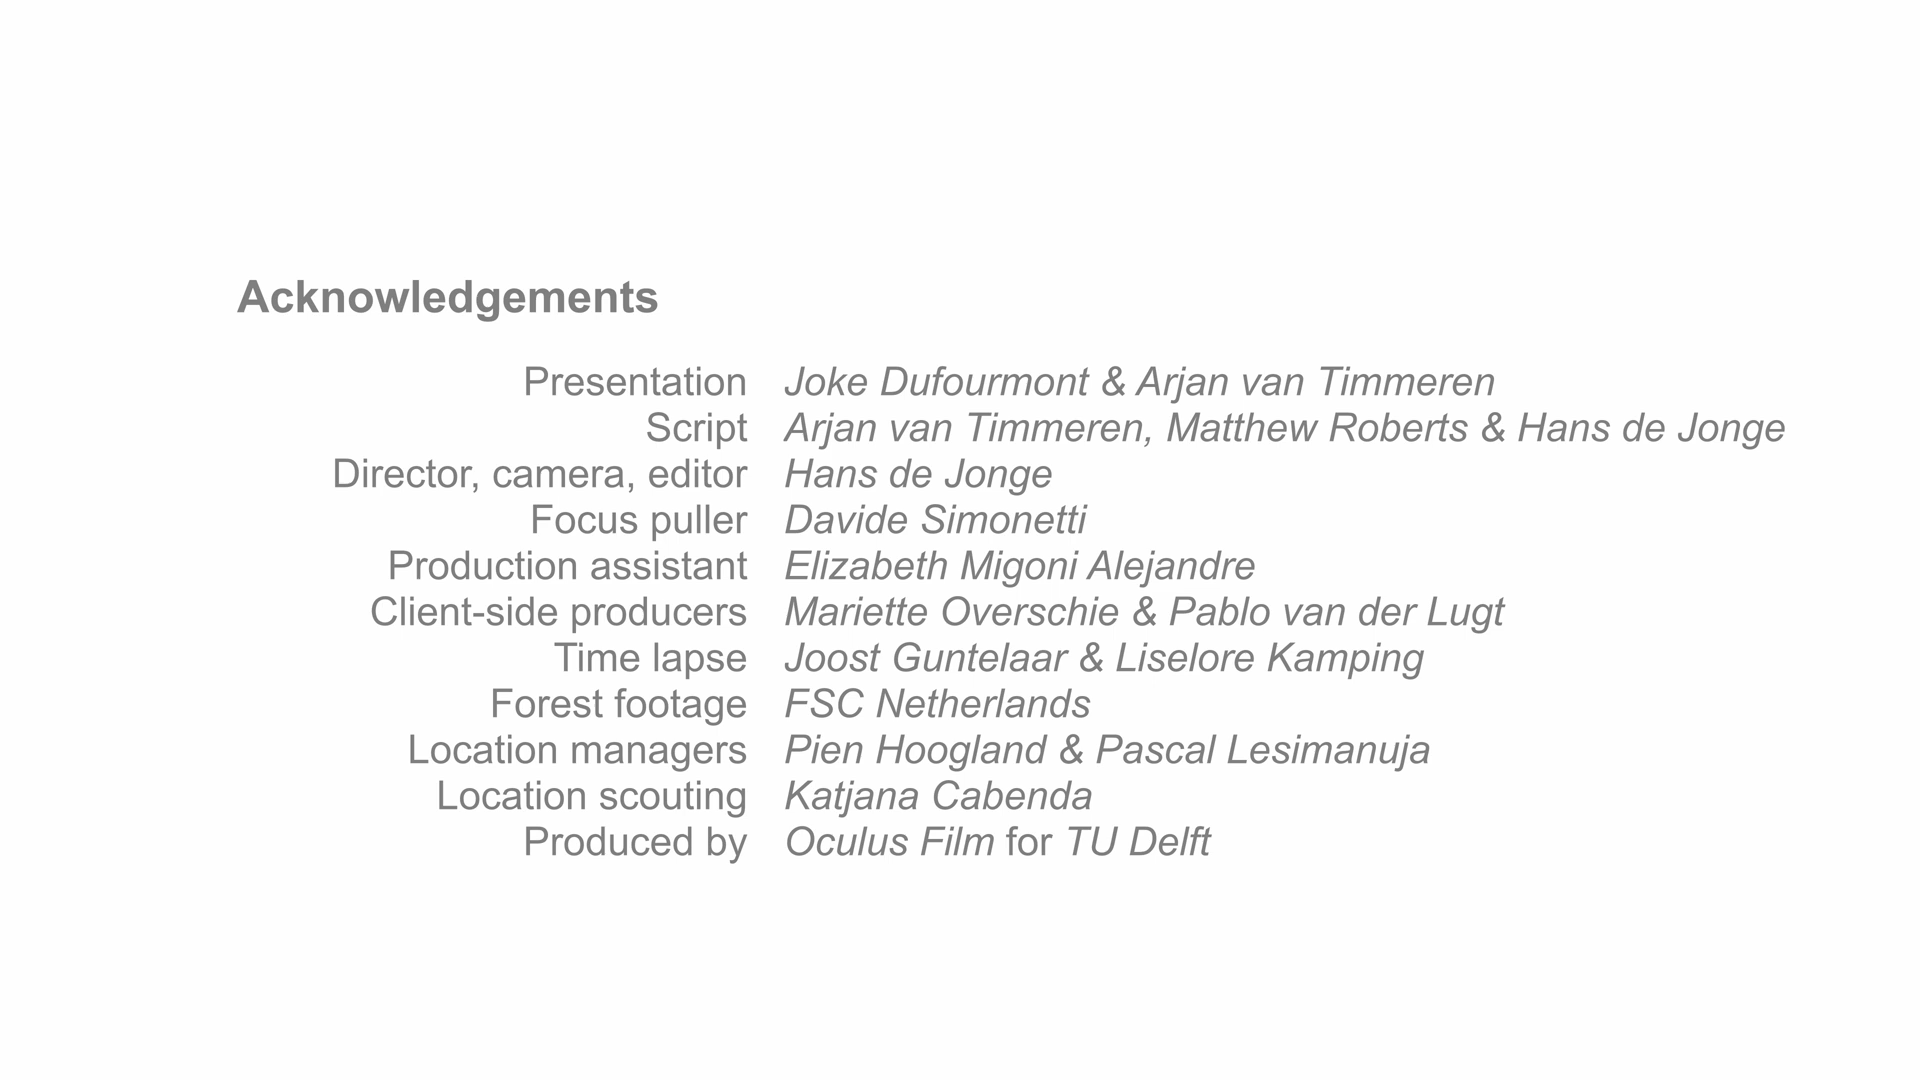 Acknowledgements
Presentation Joke Dufourmont & Arjan van Timmeren
Script Arjan van Timmeren, Matthew Roberts & Hans de Jonge
Director, camera, editor Hans de Jonge
Focus puller Davide Simonetti
Production assistant Elizabeth Migoni Alejandre
Client-side producers Mariette Overschie & Pablo van der Lugt
Time lapse Joost Guntelaar & Liselore Kamping
Forest footage FSC Netherlands
Location managers Pien Hoogland & Pascal Lesimanuja
Location scouting Katjana Cabenda
Produced by Oculus Film for TU Delft